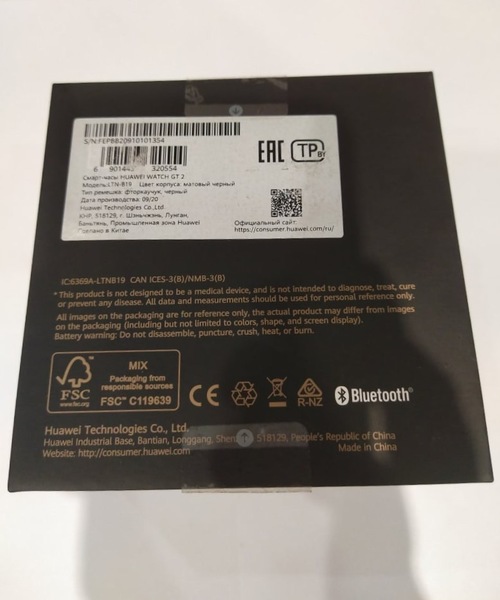 S/N:FEPBB20910101354
EAC TP BY
6 901443 320554
Смарт-часы HUAWEI WATCH GT 2
Модель:LTN-B19 Цвет корпуса: матовый черный
Тип ремешка: фторкаучук, черный
Дата производства: 09/20
Huawei Technologies Co.,Ltd.
КНР, 518129, г. Шэньчжэнь, Лунган,
Баньтянь, Промышленная зона Huawei
Сделано в Китае
Официальный сайт:
https://consumer.huawei.com/ru/
IC:6369A-LTNB19 CAN ICES-3(B)/NMB-3(B)
* This product is not designed to be a medical device, and is not intended to diagnose, treat, cure
or prevent any disease. All data and measurements should be used for personal reference.
All images on the packaging are for reference only, the actual product may differ from images
on the packaging (including but not limited to colors, shape, and screen display).
Battery warning: Do not disassemble, puncture, crush, heat, or burn.
FSC
www.fsc.org
MIX
Packaging from
responsible sources
FSC™ C119639
CE
R-NZ
Bluetooth®
Huawei Technologies Co., Ltd.
Huawei Industrial Base, Bantian, Longgang, Shenzhen 518129, People's Republic of China
Website: http://consumer.huawei.com
Made in China